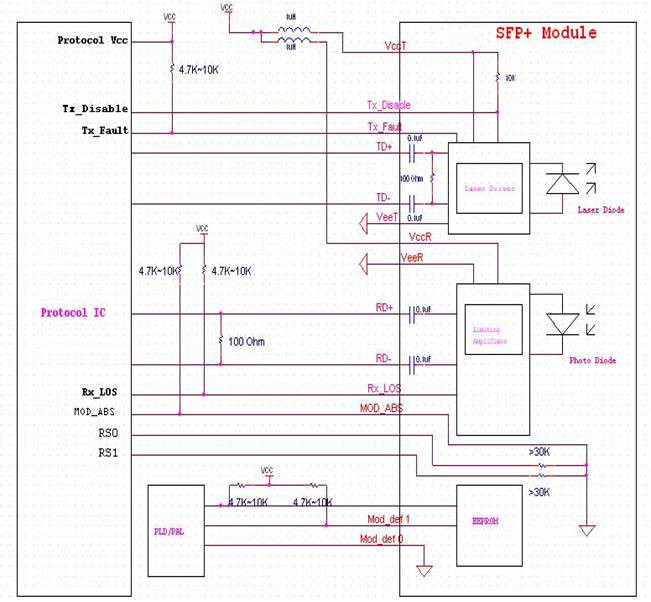 Vcc
Vcc
1uH
1uH
SFP+ Module
Protocol Vcc
VccT
4.7K~10K
10K
Tx_Disable
Tx_Disable
Tx_Fault
Tx_Fault
0.1uf
TD+
100 Ohm
Laser Driver
TD-
Laser Diode
VeeT
0.1uf
Vcc
VccR
VeeR
4.7K~10K
4.7K~10K
Protocol IC
RD+
0.1uf
Limiting
Amplifiers
100 Ohm
RD-
0.1uf
Photo Diode
Rx_LOS
Rx_LOS
MOD_ABS
MOD_ABS
RS0
RS1
>30K
Vcc
>30K
4.7K~10K
4.7K~10K
PLD/PAL
Mod_def 1
EEPROM
Mod_def 0